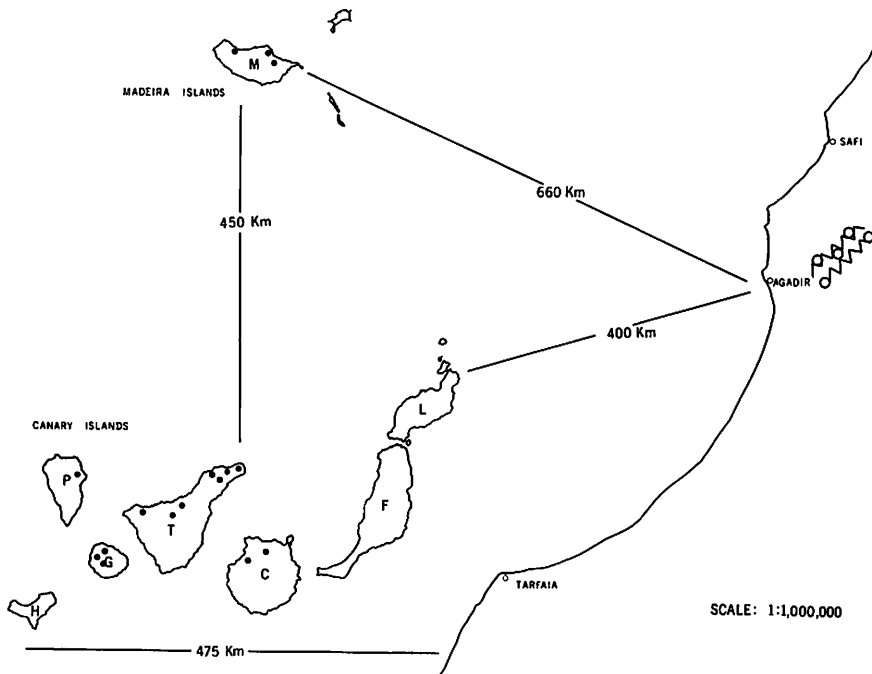 M
MADEIRA ISLANDS
SAFI
660 Km
450 Km
AGADIR
400 Km
L
CANARY ISLANDS
P
F
T
G
C
TARFAIA
H
SCALE: 1:1,000,000
475 Km